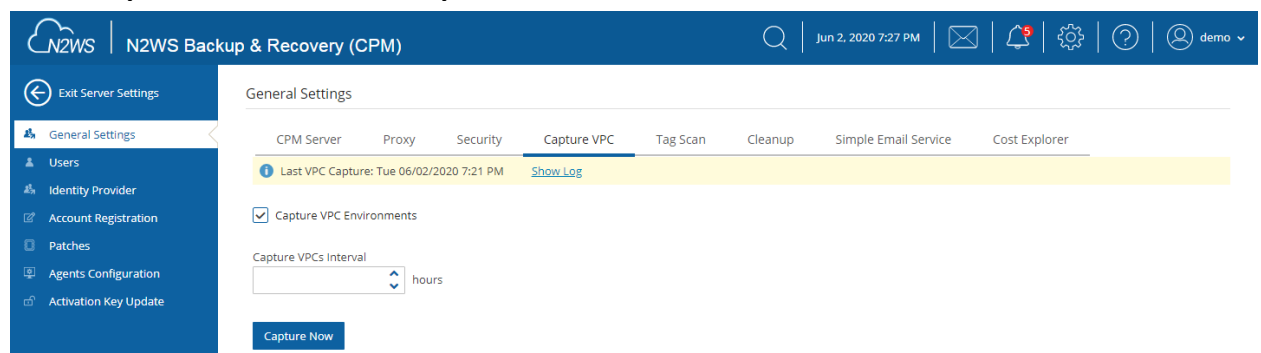 N2WS N2WS Backup & Recovery (CPM) Jun 2, 2020 7:27 PM 5 ? demo
Exit Server Settings
General Settings
General Settings
Users
Identity Provider
Account Registration
Patches
Agents Configuration
Activation Key Update
CPM Server Proxy Security Capture VPC Tag Scan Cleanup Simple Email Service Cost Explorer
Last VPC Capture: Tue 06/02/2020 7:21 PM Show Log
Capture VPC Environments
Capture VPCs Interval
hours
Capture Now